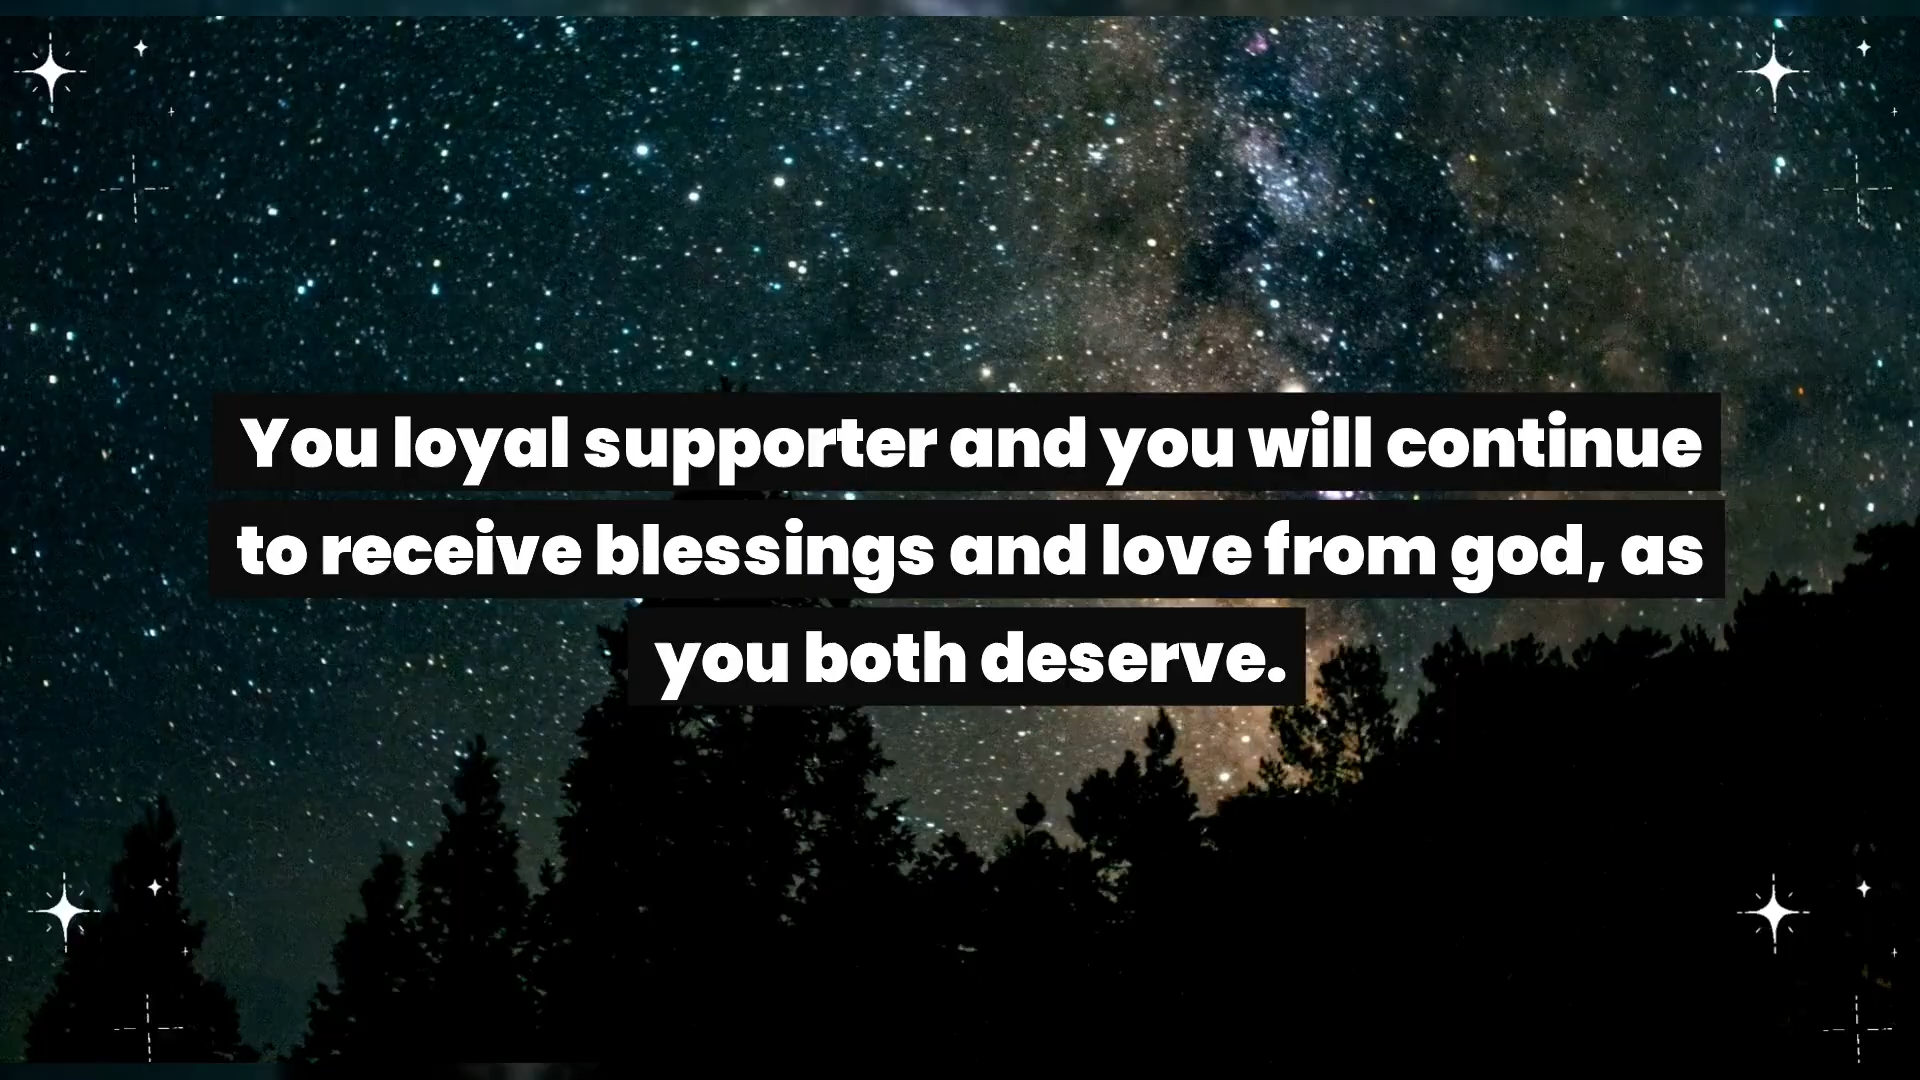 You loyal supporter and you will continue
to receive blessings and love from god, as
you both deserve.